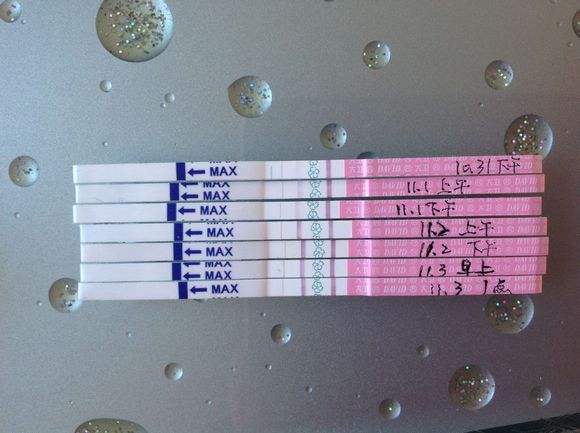 MAX 10.31 下午
MAX 11.1 上午
MAX 11.1 下午
MAX 11.2 上午
MAX 11.2 下午
MAX 11.3 早上
MAX 11.3 1点